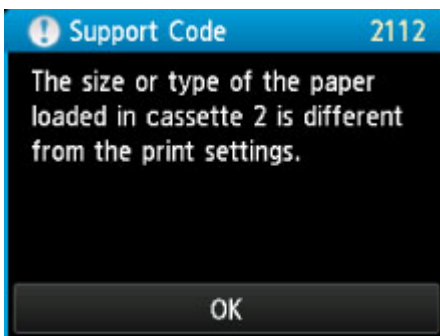 Support Code 2112
The size or type of the paper
loaded in cassette 2 is different
from the print settings.
OK